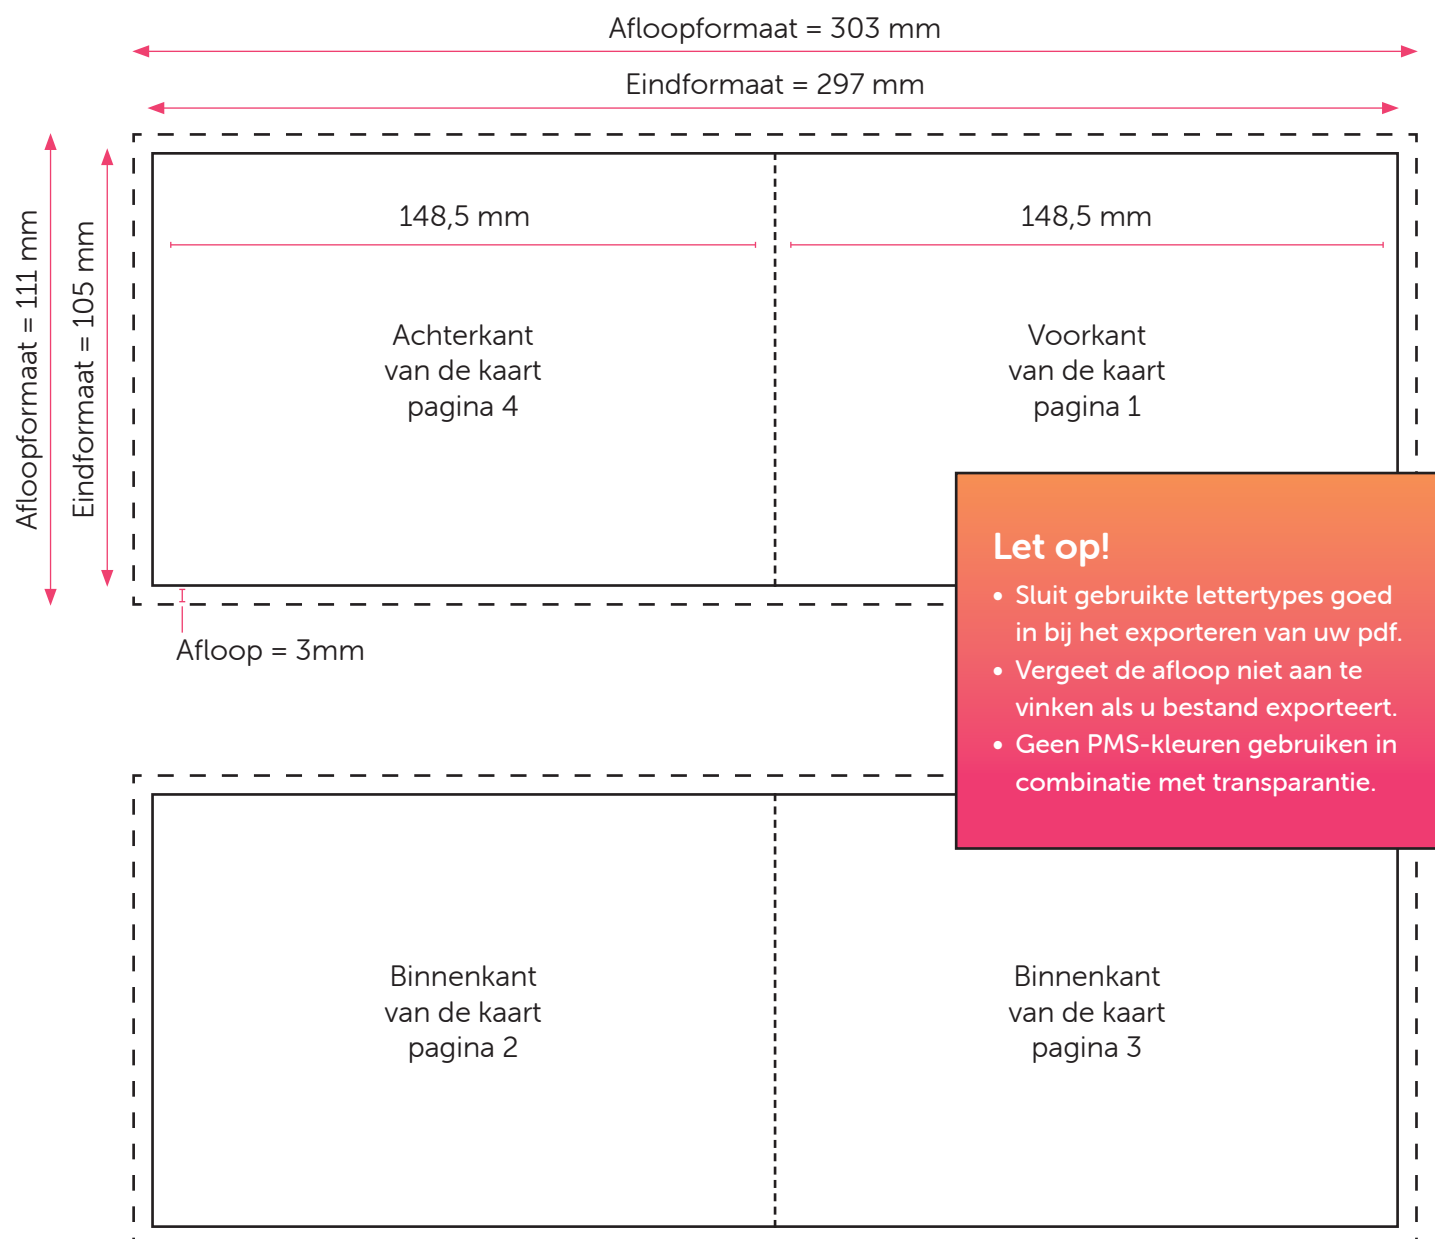 Afloopformaat = 303 mm
Eindformaat = 297 mm
Afloopformaat = 111 mm
Eindformaat = 105 mm
148,5 mm
148,5 mm
Achterkant
van de kaart
pagina 4
Voorkant
van de kaart
pagina 1
Afloop = 3mm
Let op!
• Sluit gebruikte lettertypes goed
in bij het exporteren van uw pdf.
• Vergeet de afloop niet aan te
vinken als u bestand exporteert.
• Geen PMS-kleuren gebruiken in
combinatie met transparantie.
Binnenkant
van de kaart
pagina 2
Binnenkant
van de kaart
pagina 3